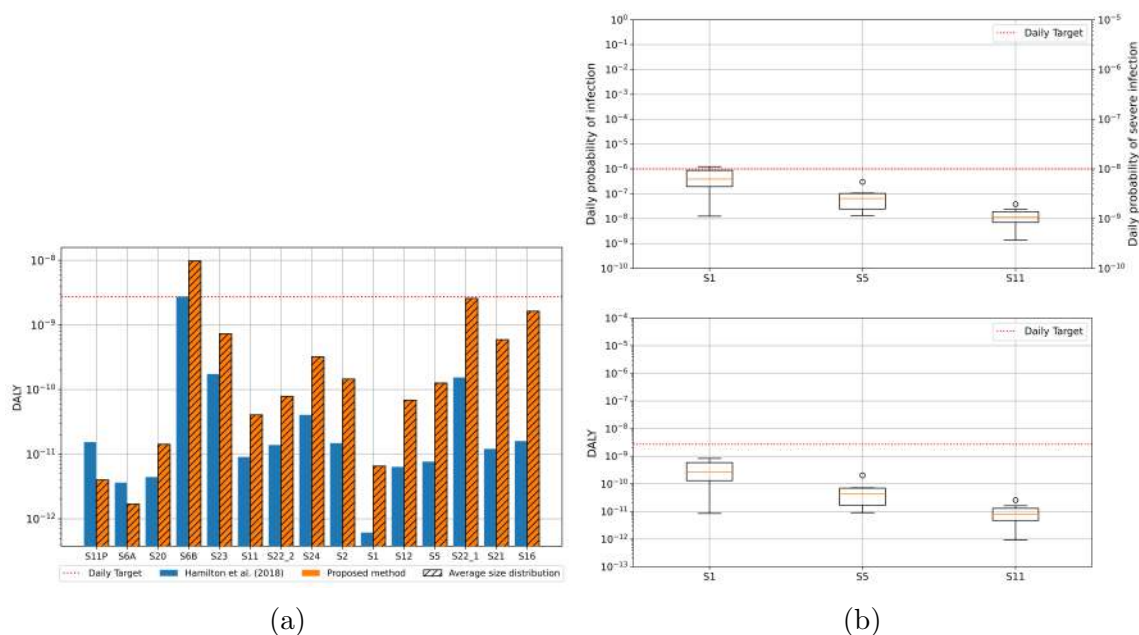 10⁻⁸
10⁻⁹
10⁻¹⁰
10⁻¹¹
10⁻¹²
DALY
S11P S6A S20 S6B S23 S11 S22_2 S24 S2 S1 S12 S5 S22_1 S21 S16
Daily Target Hamilton et al. (2018) Proposed method Average size distribution
(a)
Daily Target
10⁰
10⁻¹
10⁻²
10⁻³
10⁻⁴
10⁻⁵
10⁻⁶
10⁻⁷
10⁻⁸
10⁻⁹
10⁻¹⁰
Daily probability of infection
10⁻⁵
10⁻⁶
10⁻⁷
10⁻⁸
10⁻⁹
10⁻¹⁰
Daily probability of severe infection
S1 S5 S11
Daily Target
10⁻⁴
10⁻⁵
10⁻⁶
10⁻⁷
10⁻⁸
10⁻⁹
10⁻¹⁰
10⁻¹¹
10⁻¹²
10⁻¹³
DALY
S1 S5 S11
(b)